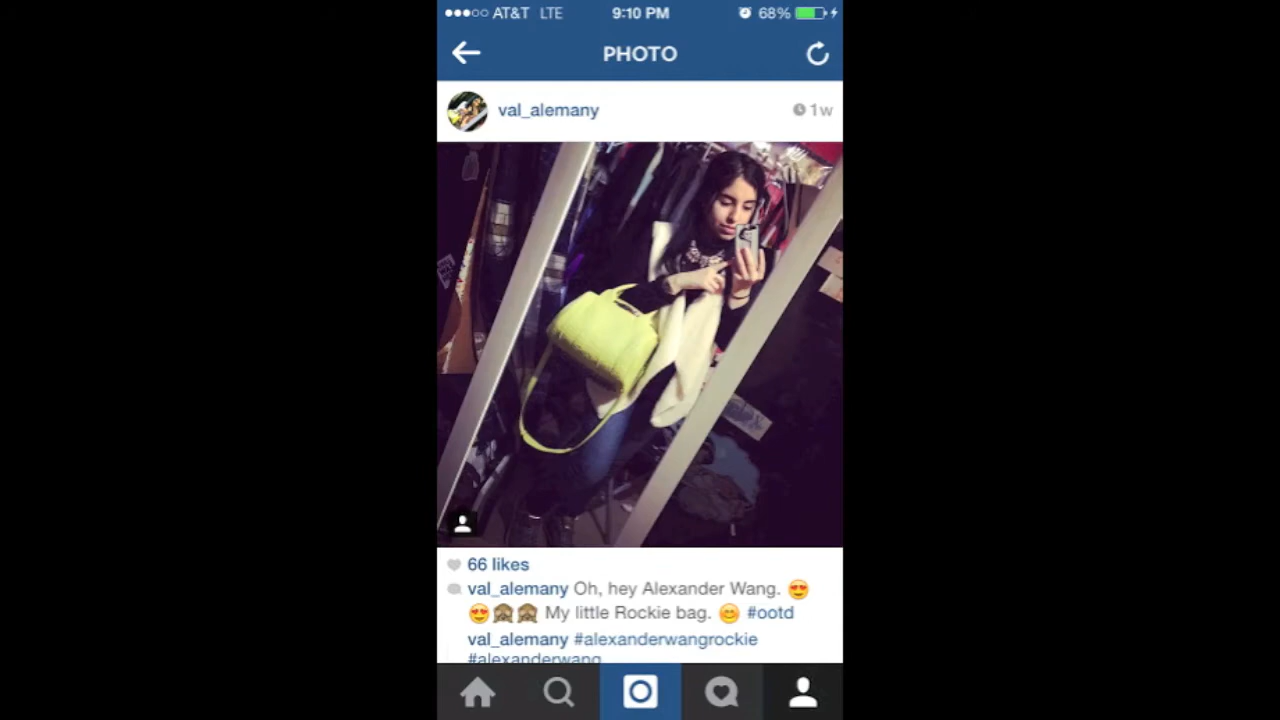 AT&T LTE 9:10 PM 68%
PHOTO
val_alemany 1w
66 likes
val_alemany Oh, hey Alexander Wang. 😍
😍🙈🙈 My little Rockie bag. 😊 #ootd
val_alemany #alexanderwangrockie
#alexanderwang